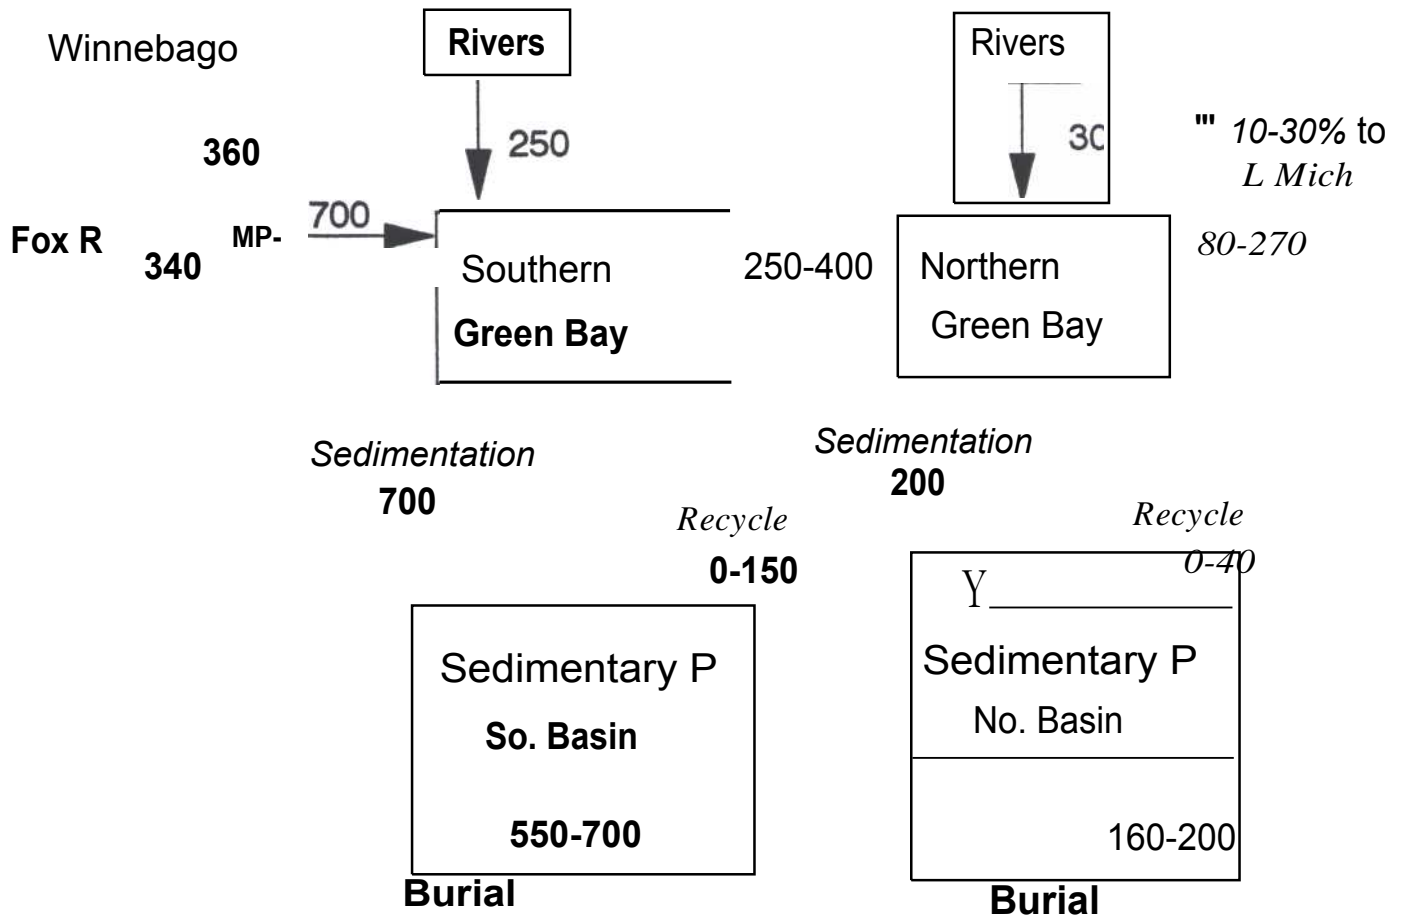 Winnebago
Rivers
Rivers
250
30
"' 10-30% to
L Mich
360
700
Fox R
340
MP-
80-270
Southern
Green Bay
250-400
Northern
Green Bay
Sedimentation
700
Sedimentation
200
Recycle
0-150
Recycle
0-40
Y
Sedimentary P
So. Basin
550-700
Burial
Sedimentary P
No. Basin
160-200
Burial